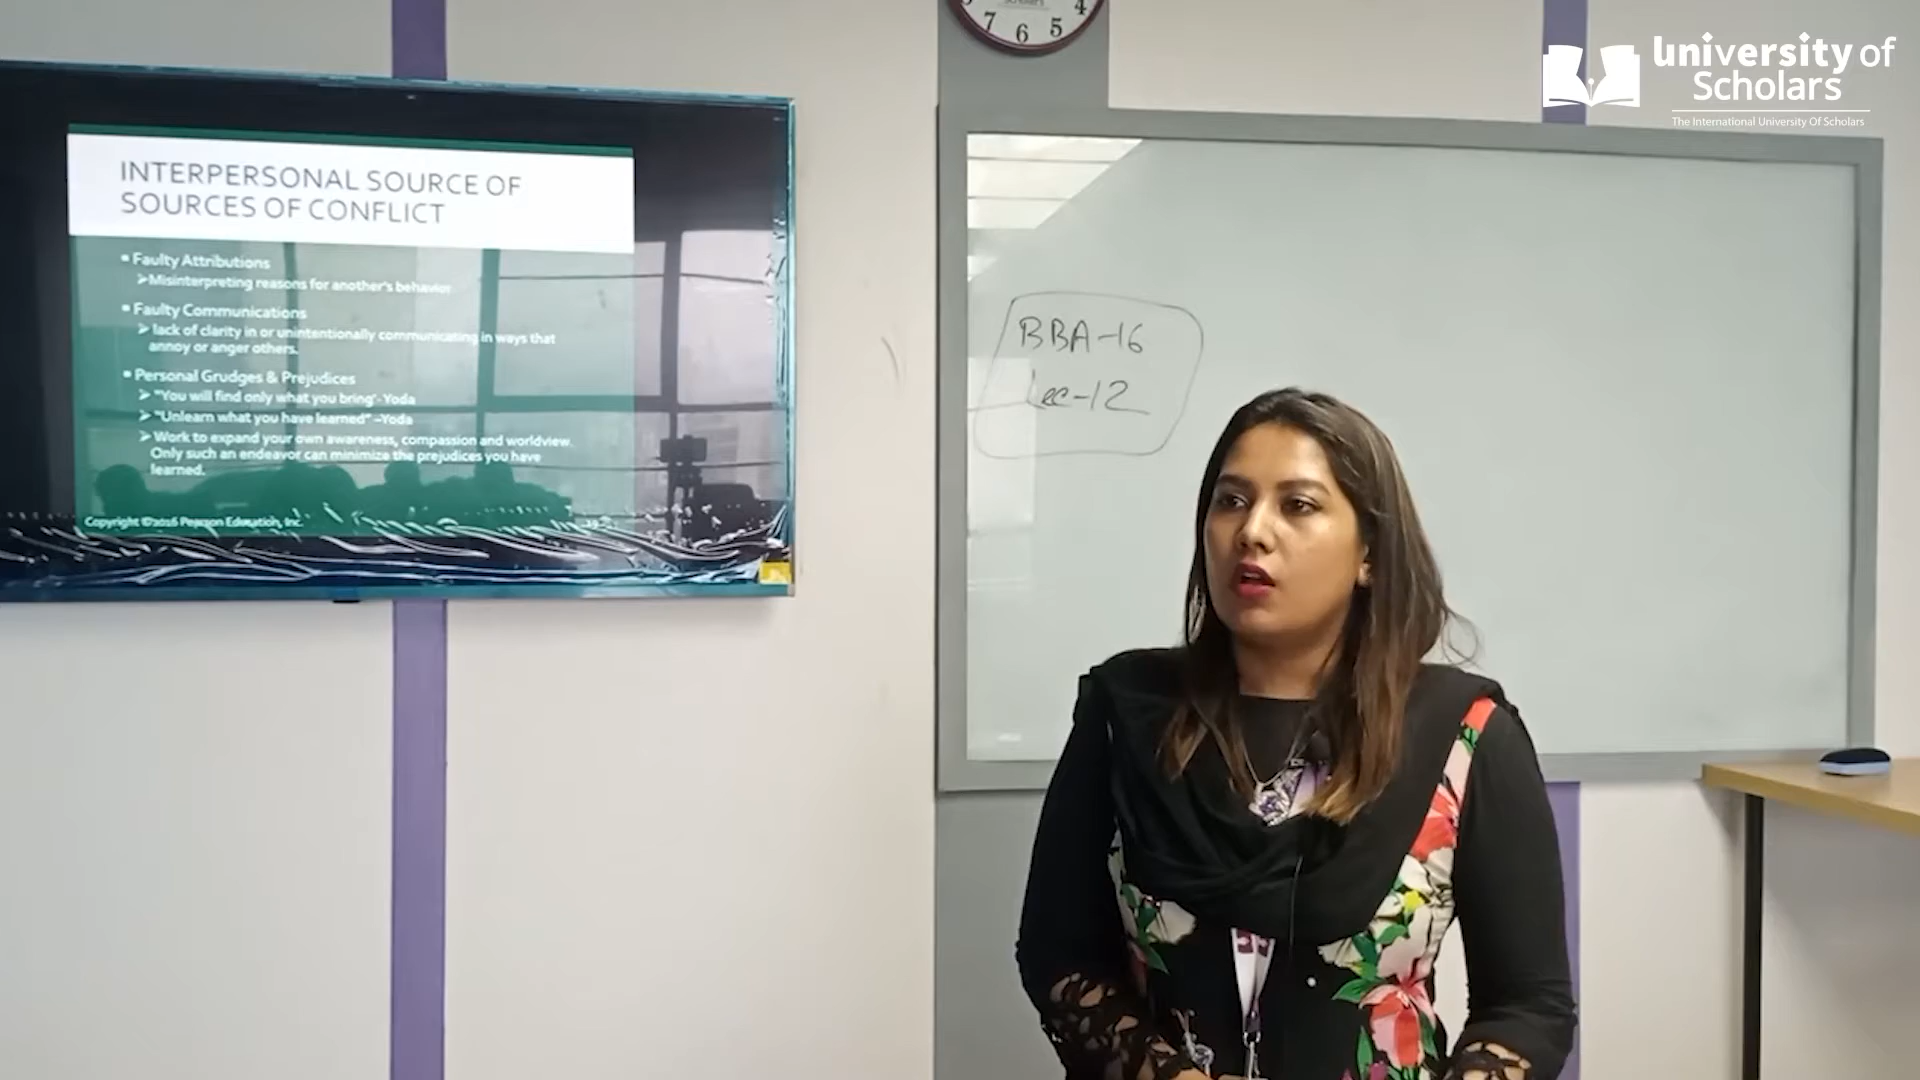 INTERPERSONAL SOURCE OF
SOURCES OF CONFLICT
▪ Faulty Attributions
➢Misinterpreting reasons for another's behavior
▪ Faulty Communications
➢ lack of clarity in or unintentionally communicating in ways that
annoy or anger others.
▪ Personal Grudges & Prejudices
➢ "You will find only what you bring'- Yoda
➢ "Unlearn what you have learned" –Yoda
➢ Work to expand your own awareness, compassion and worldview.
Only such an endeavor can minimize the prejudices you have
learned.
Copyright ©2016 Pearson Education, Inc.
7 6 5 4
BBA-16
Lec-12
University of
Scholars
The International University Of Scholars